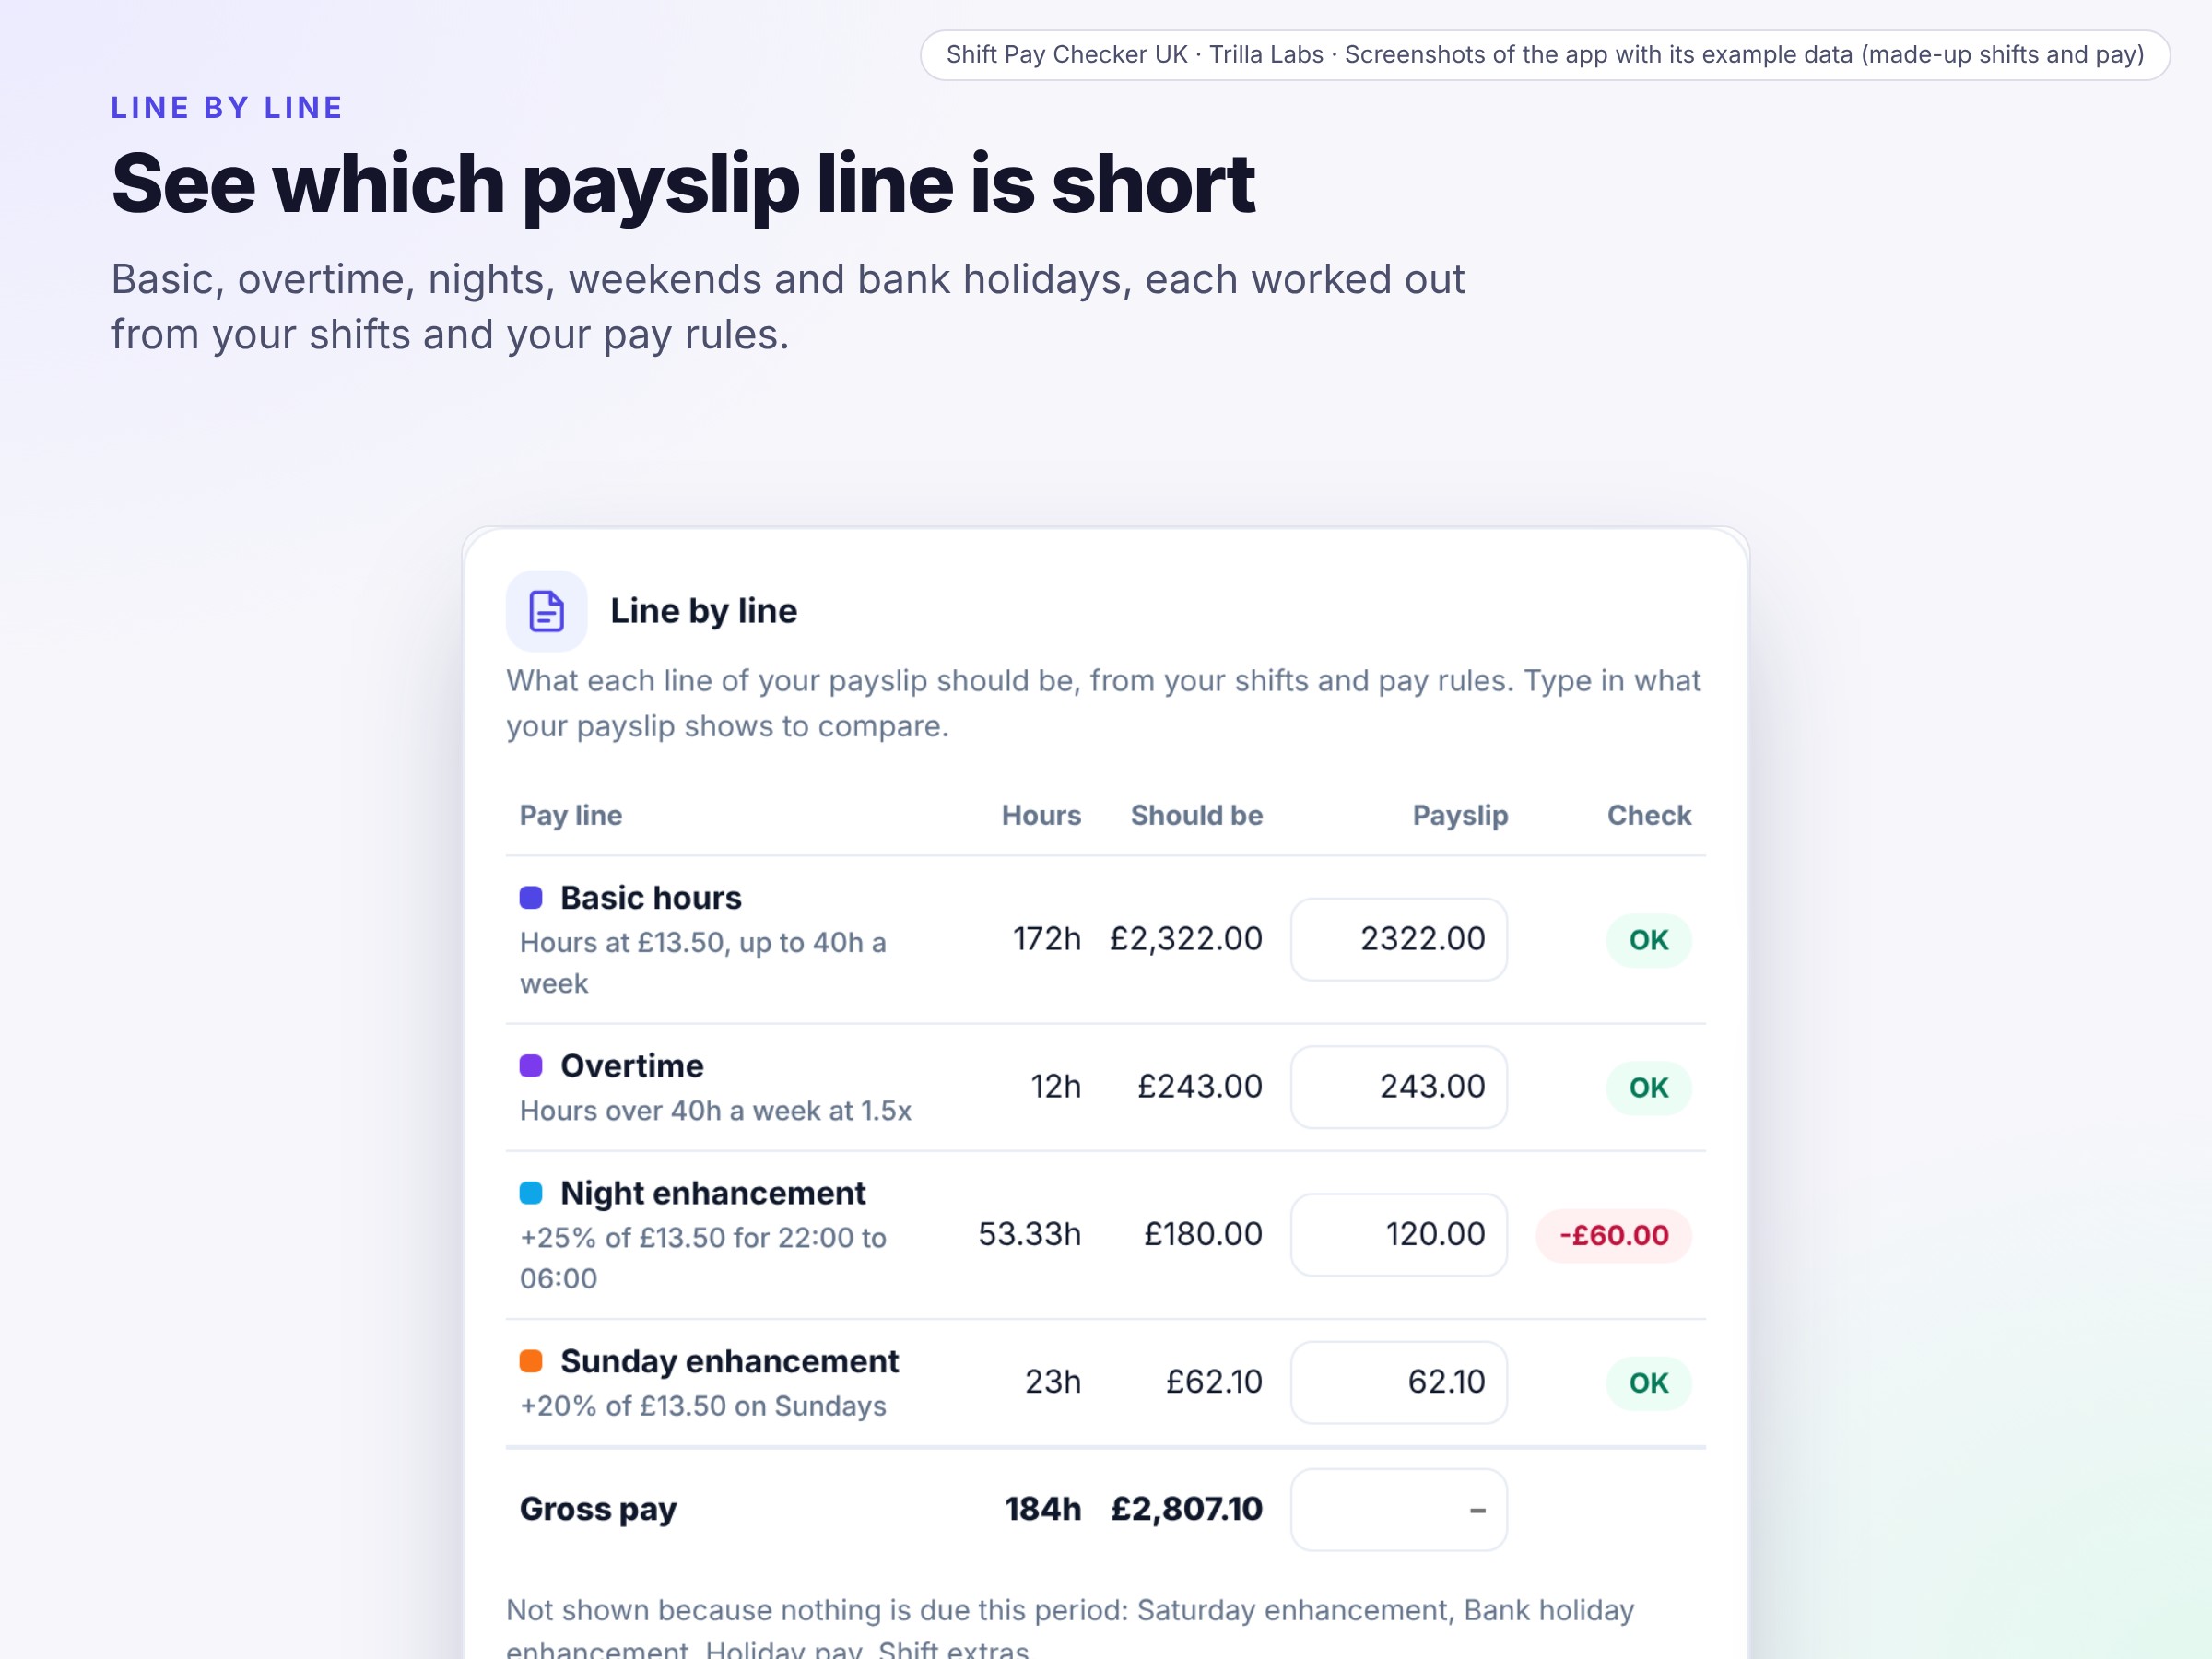 Shift Pay Checker UK · Trilla Labs · Screenshots of the app with its example data (made-up shifts and pay)
LINE BY LINE
See which payslip line is short
Basic, overtime, nights, weekends and bank holidays, each worked out
from your shifts and your pay rules.
Line by line
What each line of your payslip should be, from your shifts and pay rules. Type in what
your payslip shows to compare.
Pay line Hours Should be Payslip Check
Basic hours
Hours at £13.50, up to 40h a
week
172h £2,322.00 2322.00 OK
Overtime
Hours over 40h a week at 1.5x
12h £243.00 243.00 OK
Night enhancement
+25% of £13.50 for 22:00 to
06:00
53.33h £180.00 120.00 -£60.00
Sunday enhancement
+20% of £13.50 on Sundays
23h £62.10 62.10 OK
Gross pay 184h £2,807.10 –
Not shown because nothing is due this period: Saturday enhancement, Bank holiday
enhancement, Holiday pay, Shift extras